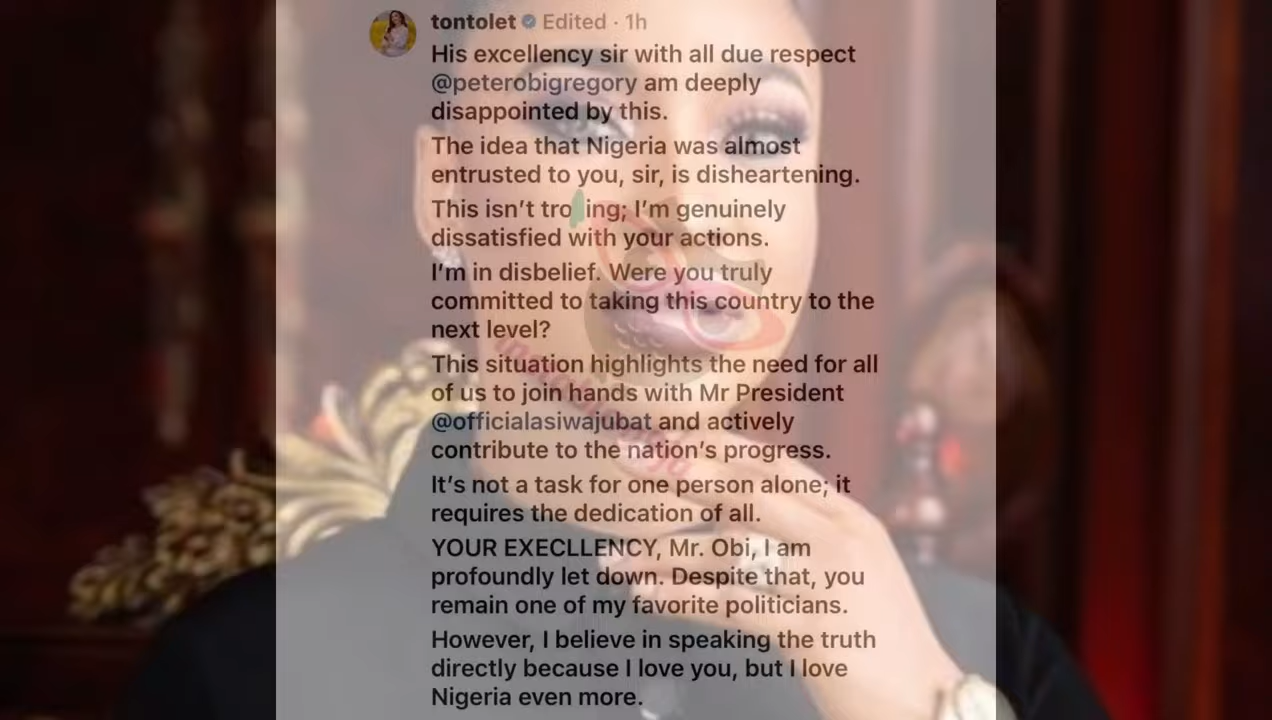 tontolet Edited · 1h
His excellency sir with all due respect
@peterobigregory am deeply
disappointed by this.
The idea that Nigeria was almost
entrusted to you, sir, is disheartening.
This isn't tro ing; I'm genuinely
dissatisfied with your actions.
I'm in disbelief. Were you truly
committed to taking this country to the
next level?
This situation highlights the need for all
of us to join hands with Mr President
@officialasiwajubat and actively
contribute to the nation's progress.
It's not a task for one person alone; it
requires the dedication of all.
YOUR EXECLLENCY, Mr. Obi, I am
profoundly let down. Despite that, you
remain one of my favorite politicians.
However, I believe in speaking the truth
directly because I love you, but I love
Nigeria even more.